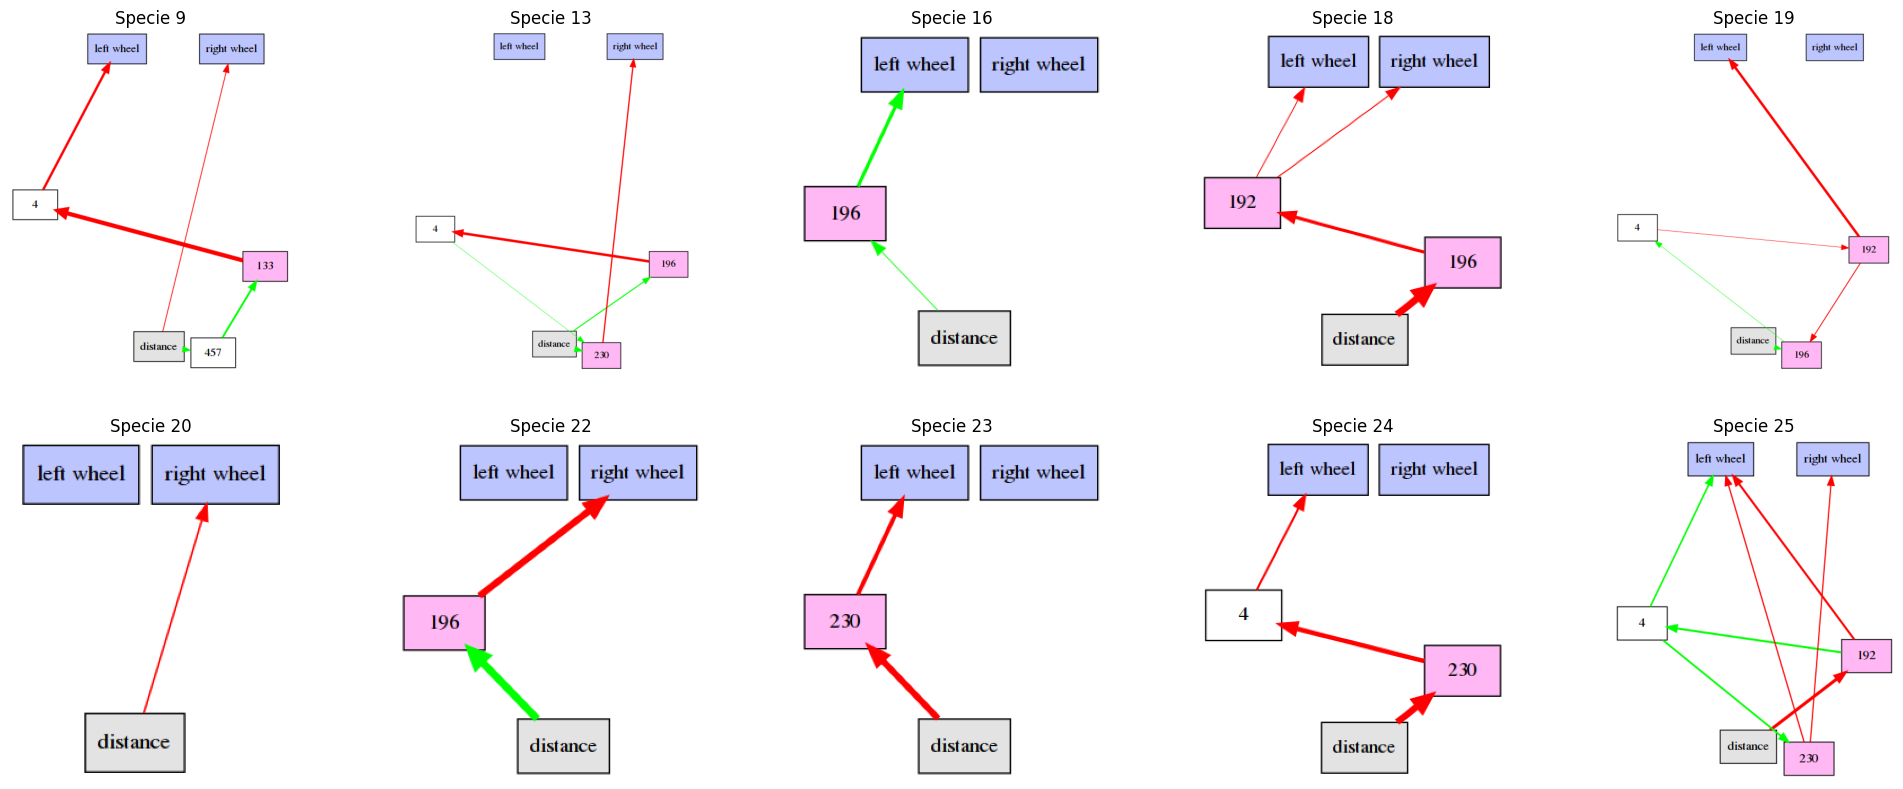 Specie 9
left wheel
right wheel
4
133
distance
457
Specie 13
left wheel
right wheel
4
196
distance
230
Specie 16
left wheel
right wheel
196
distance
Specie 18
left wheel
right wheel
192
196
distance
Specie 19
left wheel
right wheel
4
192
distance
196
Specie 20
left wheel
right wheel
distance
Specie 22
left wheel
right wheel
196
distance
Specie 23
left wheel
right wheel
230
distance
Specie 24
left wheel
right wheel
4
230
distance
Specie 25
left wheel
right wheel
4
192
distance
230